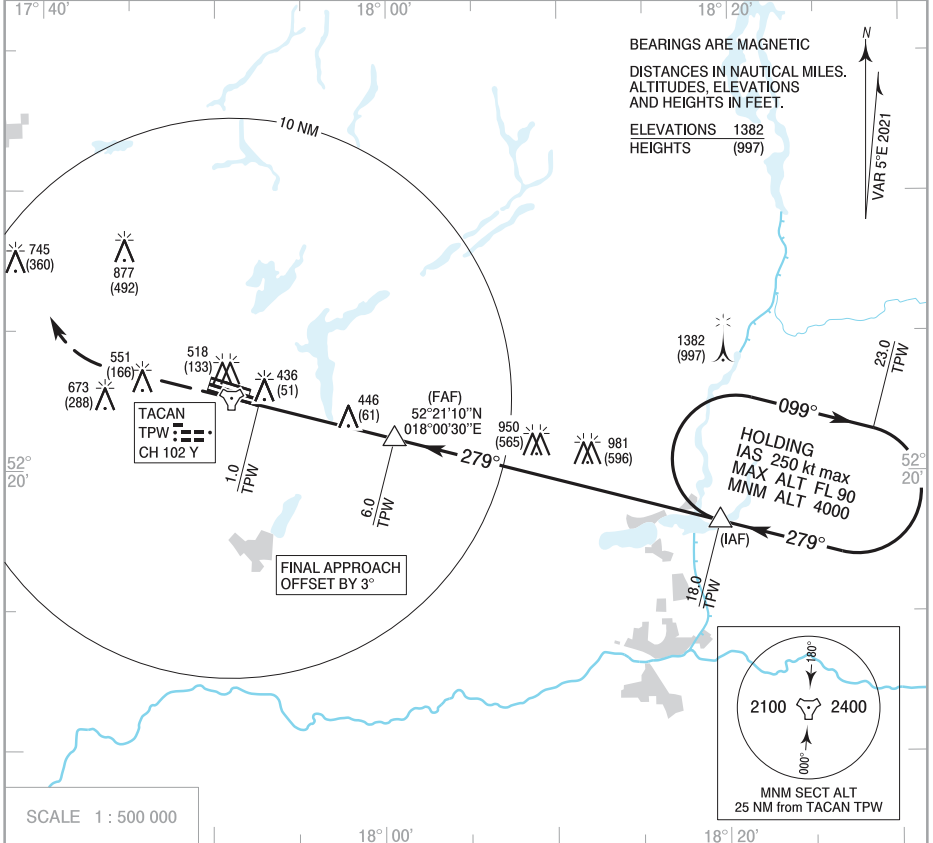 17° 40'
18° 00'
18° 20'
BEARINGS ARE MAGNETIC
DISTANCES IN NAUTICAL MILES.
ALTITUDES, ELEVATIONS
AND HEIGHTS IN FEET.
ELEVATIONS 1382
HEIGHTS (997)
N
VAR 5°E 2021
10 NM
745
(360)
877
(492)
1382
(997)
23.0
TPW
551
(166)
518
(133)
436
(51)
673
(288)
446
(61)
(FAF)
52°21'10"N
018°00'30"E
950
(565)
981
(596)
099°
HOLDING
IAS 250 kt max
MAX ALT FL 90
MNM ALT 4000
TACAN
TPW
CH 102 Y
279°
52°
20'
52°
20'
1.0
TPW
6.0
TPW
(IAF)
279°
18.0
TPW
FINAL APPROACH
OFFSET BY 3°
180°
2100 2400
000°
MNM SECT ALT
25 NM from TACAN TPW
SCALE 1 : 500 000
18° 00'
18° 20'